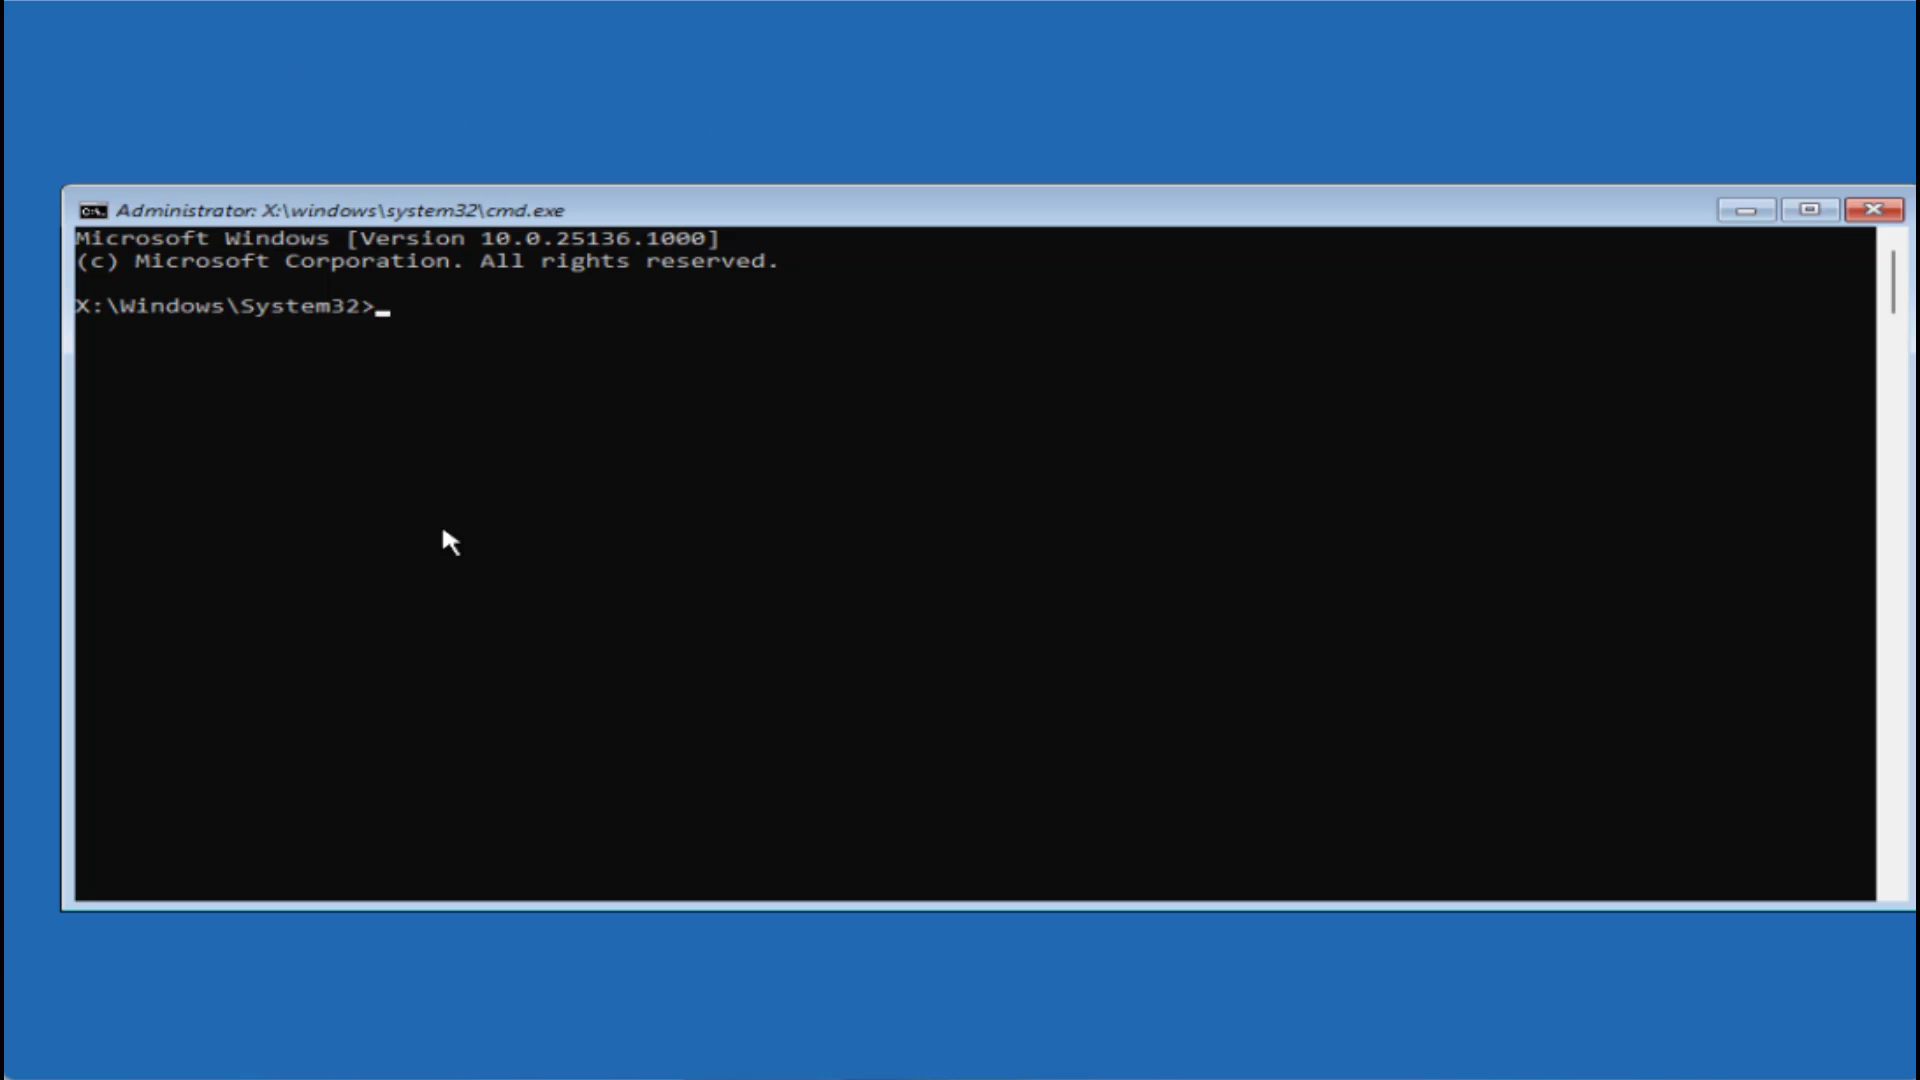 Administrator: X:\windows\system32\cmd.exe
Microsoft Windows [Version 10.0.25136.1000]
(c) Microsoft Corporation. All rights reserved.
X:\Windows\System32>